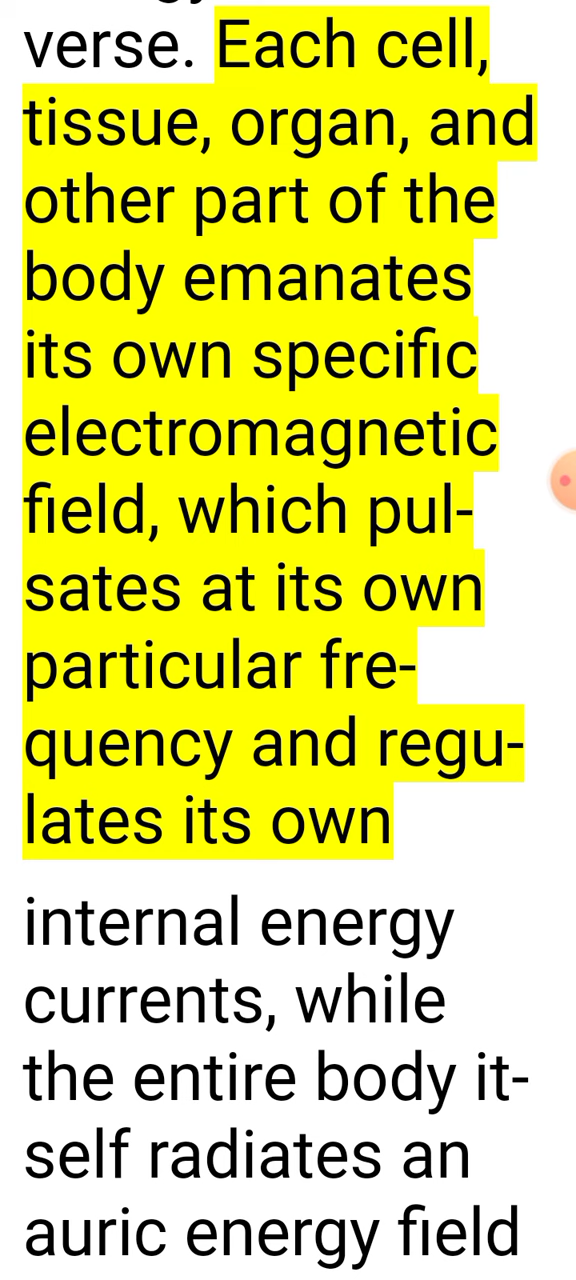 verse. Each cell,
tissue, organ, and
other part of the
body emanates
its own specific
electromagnetic
field, which pul-
sates at its own
particular fre-
quency and regu-
lates its own
internal energy
currents, while
the entire body it-
self radiates an
auric energy field